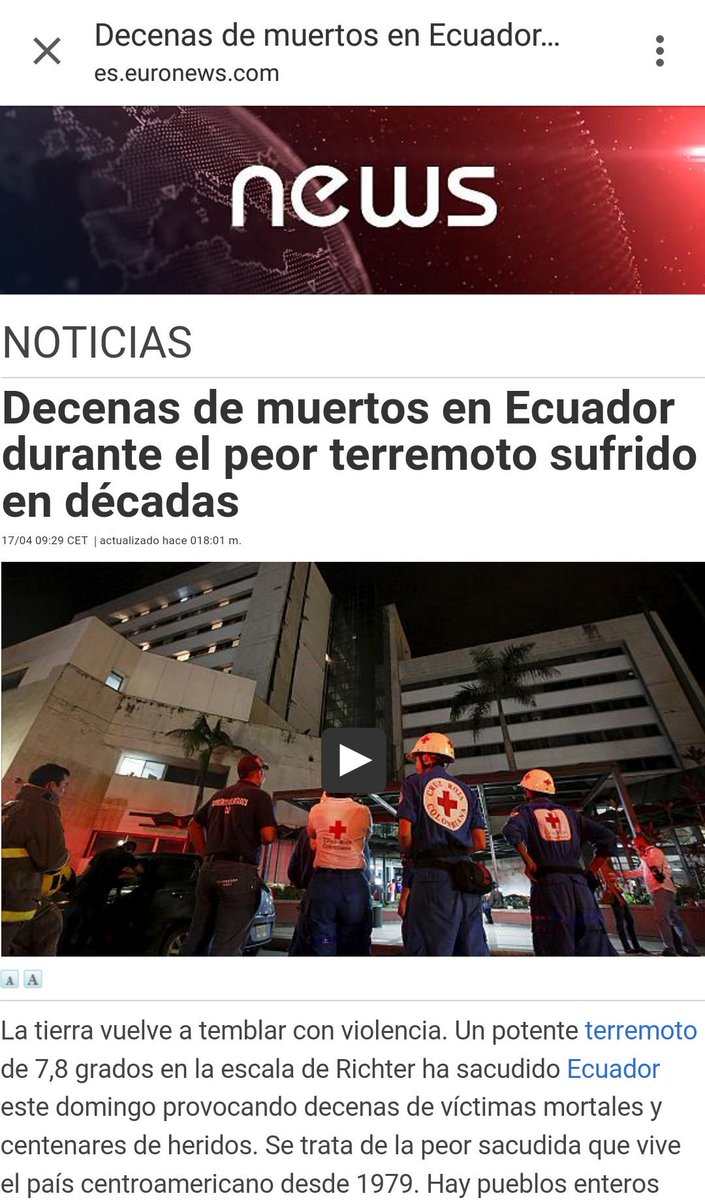 Decenas de muertos en Ecuador...
es.euronews.com
news
NOTICIAS
Decenas de muertos en Ecuador
durante el peor terremoto sufrido
en décadas
17/04 09:29 CET | actualizado hace 018:01 m.
CRUZ ROJA
COLOMBIANA
A A
La tierra vuelve a temblar con violencia. Un potente terremoto
de 7,8 grados en la escala de Richter ha sacudido Ecuador
este domingo provocando decenas de víctimas mortales y
centenares de heridos. Se trata de la peor sacudida que vive
el país centroamericano desde 1979. Hay pueblos enteros